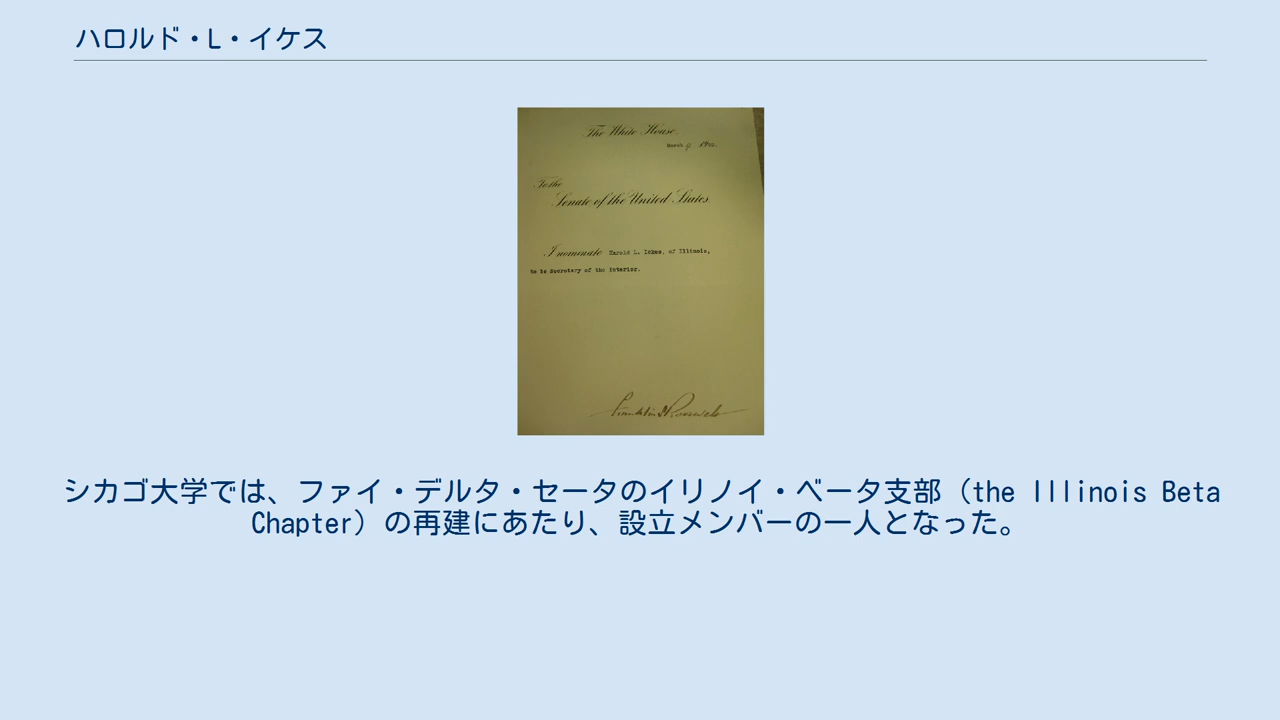 ハロルド・L・イケス
The White House
March 4
To the
Senate of the United States
I nominate Harold L. Ickes, of Illinois,
to be Secretary of the Interior.
Franklin D Roosevelt
シカゴ大学では、ファイ・デルタ・セータのイリノイ・ベータ支部（the Illinois Beta
Chapter）の再建にあたり、設立メンバーの一人となった。